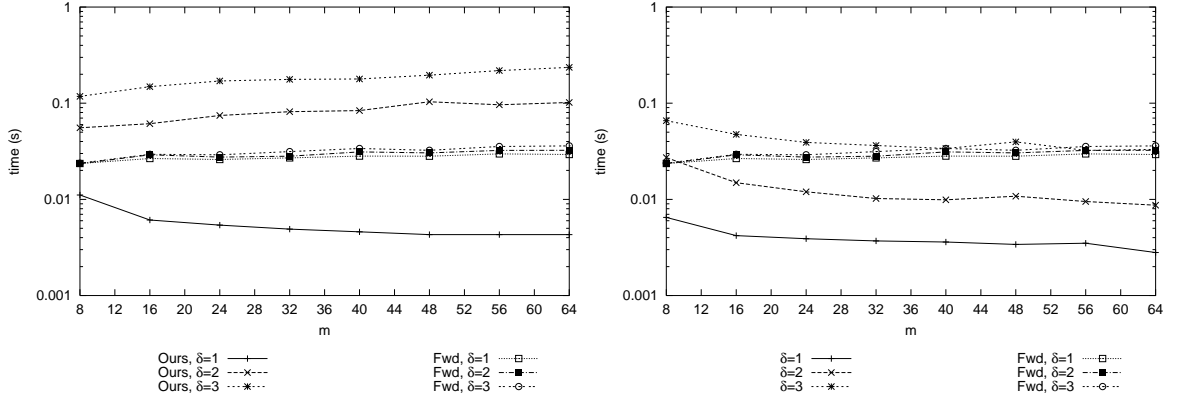 1
0.1
0.01
0.001
time (s)
8 12 16 20 24 28 32 36 40 44 48 52 56 60 64
m
Ours, δ=1
Ours, δ=2
Ours, δ=3
Fwd, δ=1
Fwd, δ=2
Fwd, δ=3
1
0.1
0.01
0.001
time (s)
8 12 16 20 24 28 32 36 40 44 48 52 56 60 64
m
δ=1
δ=2
δ=3
Fwd, δ=1
Fwd, δ=2
Fwd, δ=3